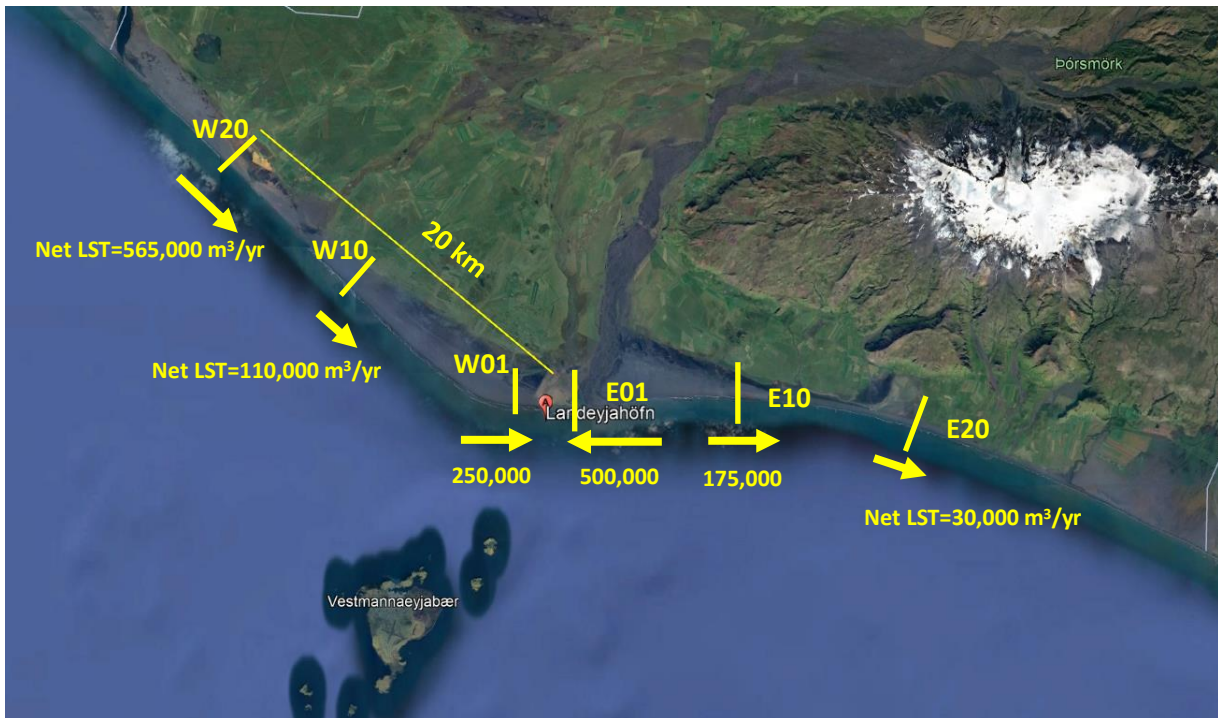 Þórsmörk
W20
20 km
Net LST=565,000 m³/yr
W10
Net LST=110,000 m³/yr
W01
E01
E10
E20
A
Landeyjahöfn
250,000
500,000
175,000
Net LST=30,000 m³/yr
Vestmannaeyjabær